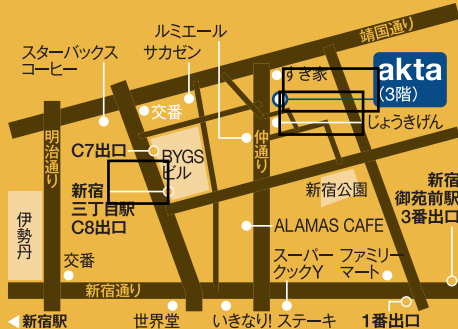 靖国通り
ルミエール
スターバックス
コーヒー
サカゼン
すき家
akta
(3階)
交番
じょうきげん
明治通り
仲通り
C7出口
BYGS
ビル
新宿
三丁目駅
C8出口
新宿公園
新宿
御苑前駅
3番出口
伊勢丹
ALAMAS CAFE
交番
スーパー
クックY
ファミリー
マート
新宿通り
新宿駅
世界堂
いきなり!ステーキ
1番出口